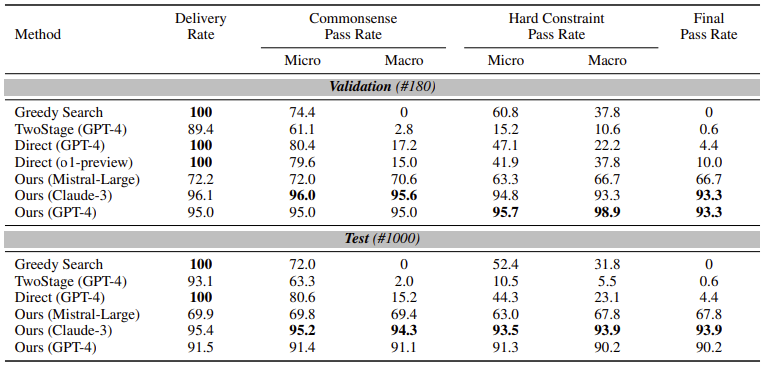 Method Delivery Rate Commonsense Pass Rate Hard Constraint Pass Rate Final Pass Rate
Micro Macro Micro Macro
Validation (#180)
Greedy Search 100 74.4 0 60.8 37.8 0
TwoStage (GPT-4) 89.4 61.1 2.8 15.2 10.6 0.6
Direct (GPT-4) 100 80.4 17.2 47.1 22.2 4.4
Direct (o1-preview) 100 79.6 15.0 41.9 37.8 10.0
Ours (Mistral-Large) 72.2 72.0 70.6 63.3 66.7 66.7
Ours (Claude-3) 96.1 96.0 95.6 94.8 93.3 93.3
Ours (GPT-4) 95.0 95.0 95.0 95.7 98.9 93.3
Test (#1000)
Greedy Search 100 72.0 0 52.4 31.8 0
TwoStage (GPT-4) 93.1 63.3 2.0 10.5 5.5 0.6
Direct (GPT-4) 100 80.6 15.2 44.3 23.1 4.4
Ours (Mistral-Large) 69.9 69.8 69.4 63.0 67.8 67.8
Ours (Claude-3) 95.4 95.2 94.3 93.5 93.9 93.9
Ours (GPT-4) 91.5 91.4 91.1 91.3 90.2 90.2